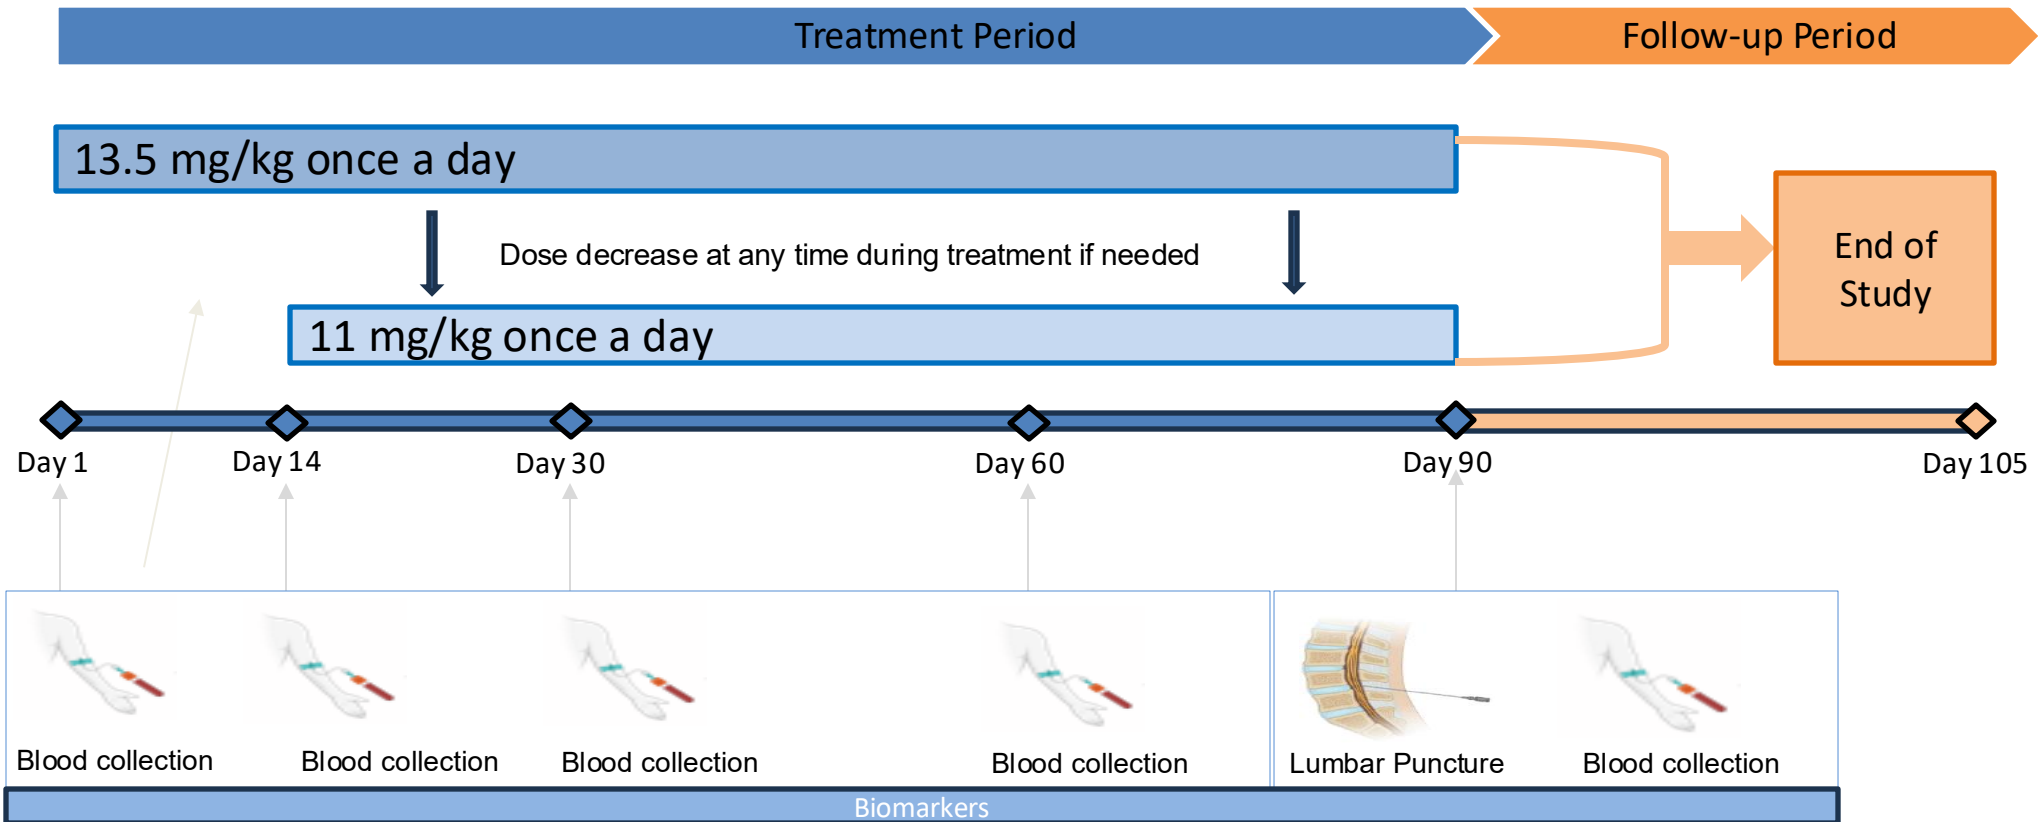 Treatment Period
Follow-up Period
13.5 mg/kg once a day
Dose decrease at any time during treatment if needed
11 mg/kg once a day
End of
Study
Day 1
Day 14
Day 30
Day 60
Day 90
Day 105
Blood collection
Blood collection
Blood collection
Blood collection
Lumbar Puncture
Blood collection
Biomarkers